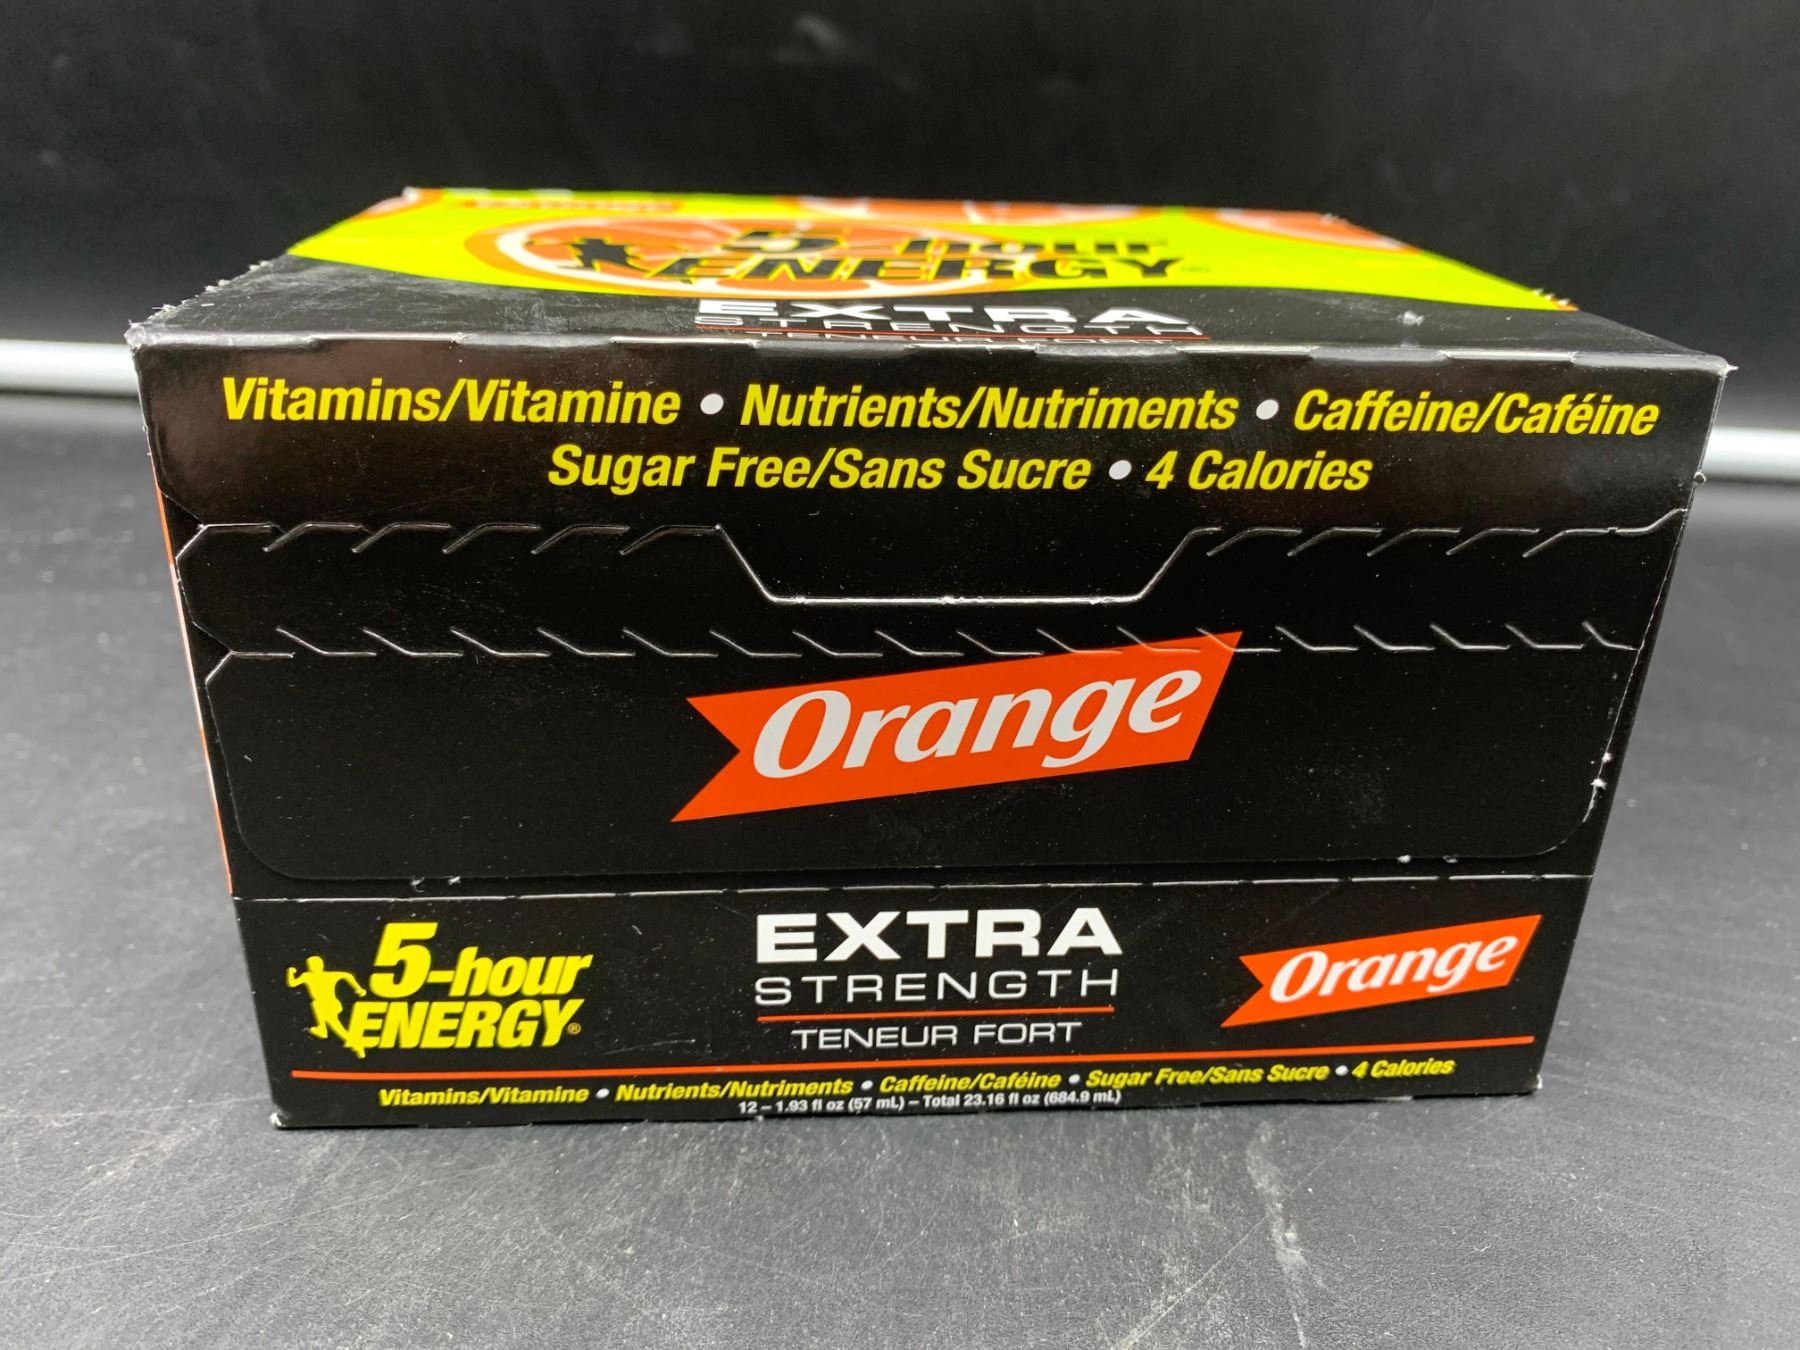 5-hour
ENERGY
EXTRA
STRENGTH
TENEUR FORT
Vitamins/Vitamine • Nutrients/Nutriments • Caffeine/Caféine
Sugar Free/Sans Sucre • 4 Calories
Orange
5-hour
ENERGY®
EXTRA
STRENGTH
TENEUR FORT
Orange
Vitamins/Vitamine • Nutrients/Nutriments • Caffeine/Caféine • Sugar Free/Sans Sucre • 4 Calories
12 – 1.93 fl oz (57 mL) – Total 23.16 fl oz (684.9 mL)